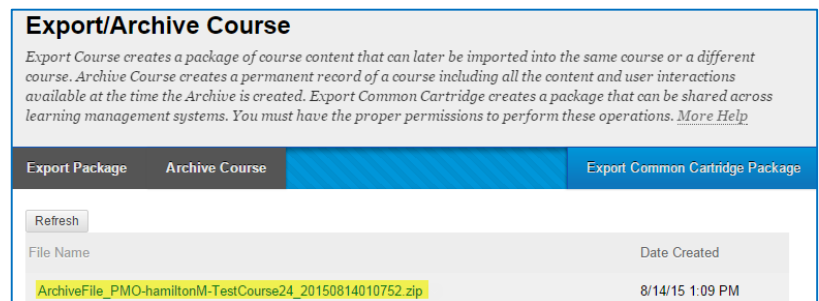 Export/Archive Course
Export Course creates a package of course content that can later be imported into the same course or a different
course. Archive Course creates a permanent record of a course including all the content and user interactions
available at the time the Archive is created. Export Common Cartridge creates a package that can be shared across
learning management systems. You must have the proper permissions to perform these operations. More Help
Export Package Archive Course Export Common Cartridge Package
Refresh
File Name Date Created
ArchiveFile_PMO-hamiltonM-TestCourse24_20150814010752.zip 8/14/15 1:09 PM